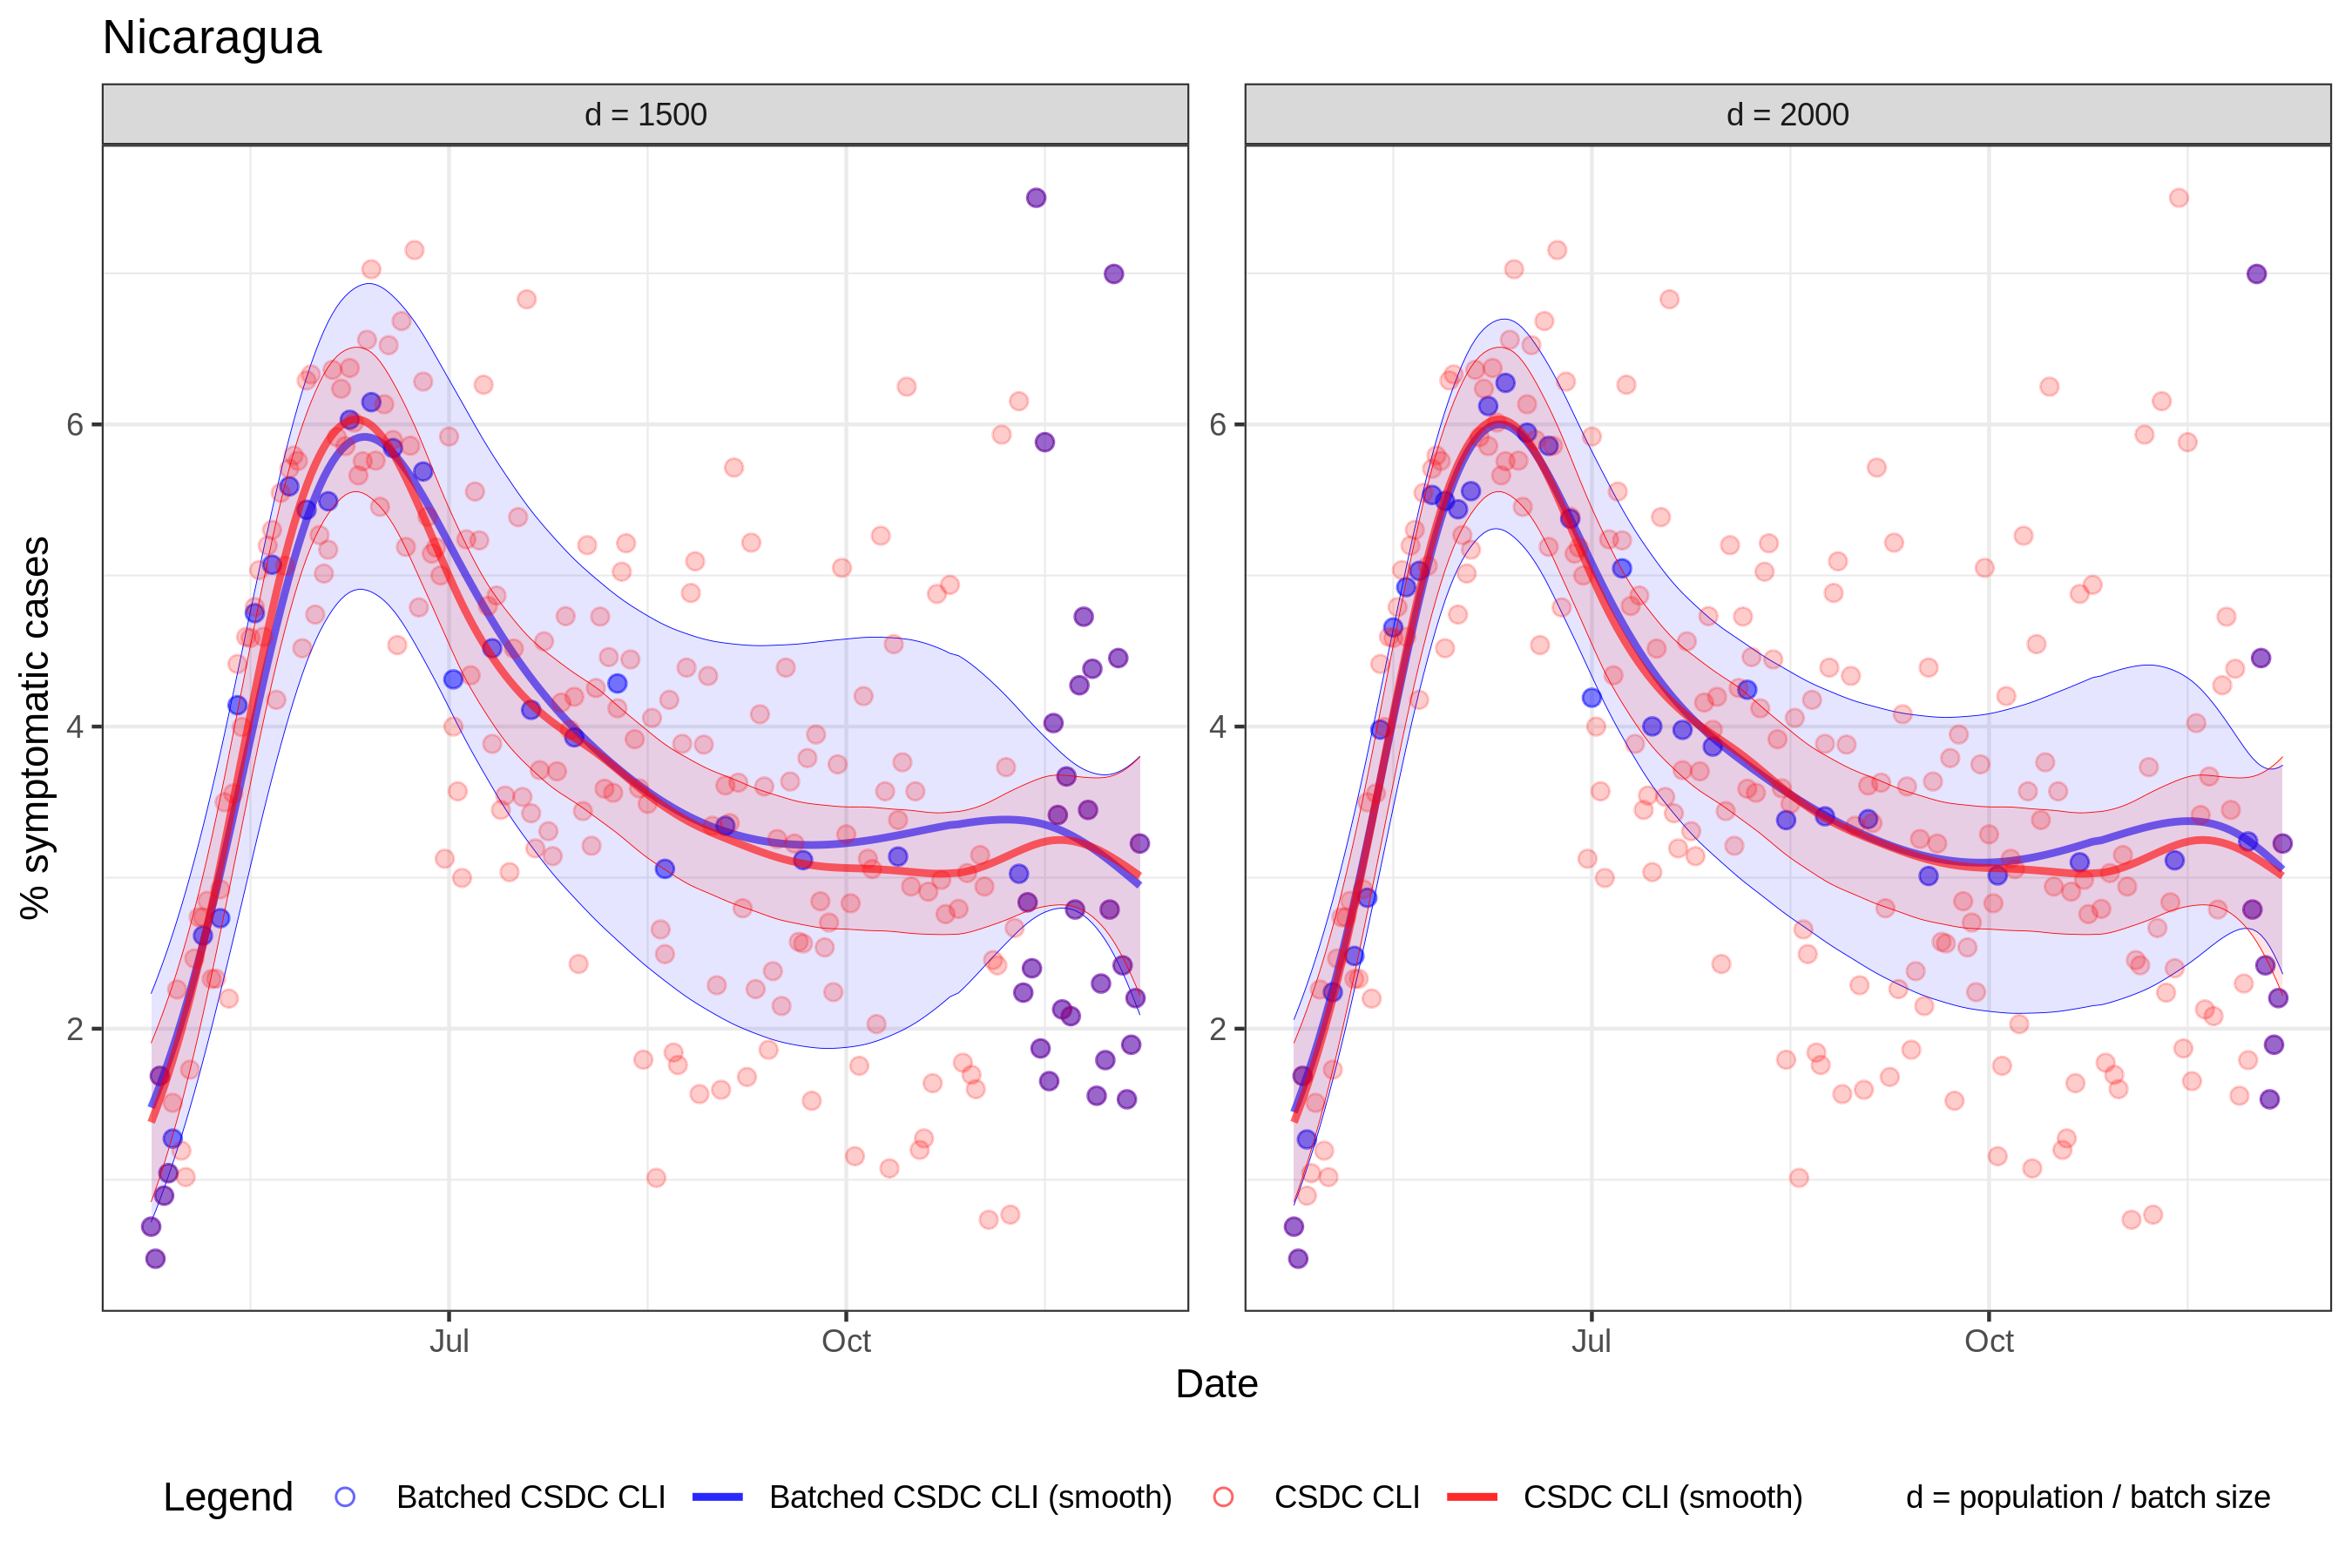 Nicaragua
d = 1500
d = 2000
% symptomatic cases
6
4
2
6
4
2
Jul
Oct
Jul
Oct
Date
Legend Batched CSDC CLI Batched CSDC CLI (smooth) CSDC CLI CSDC CLI (smooth) d = population / batch size